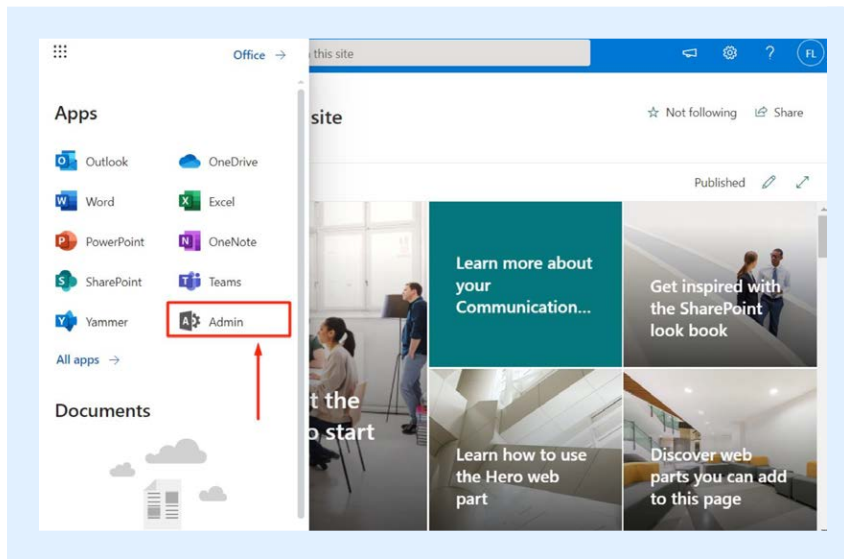 Office →
this site
?
FL
Apps
site
Not following
Share
Outlook
OneDrive
Published
Word
Excel
PowerPoint
OneNote
SharePoint
Teams
Yammer
Admin
All apps →
Documents
Learn more about
your
Communication...
Get inspired with
the SharePoint
look book
t the
o start
Learn how to use
the Hero web
part
Discover web
parts you can add
to this page